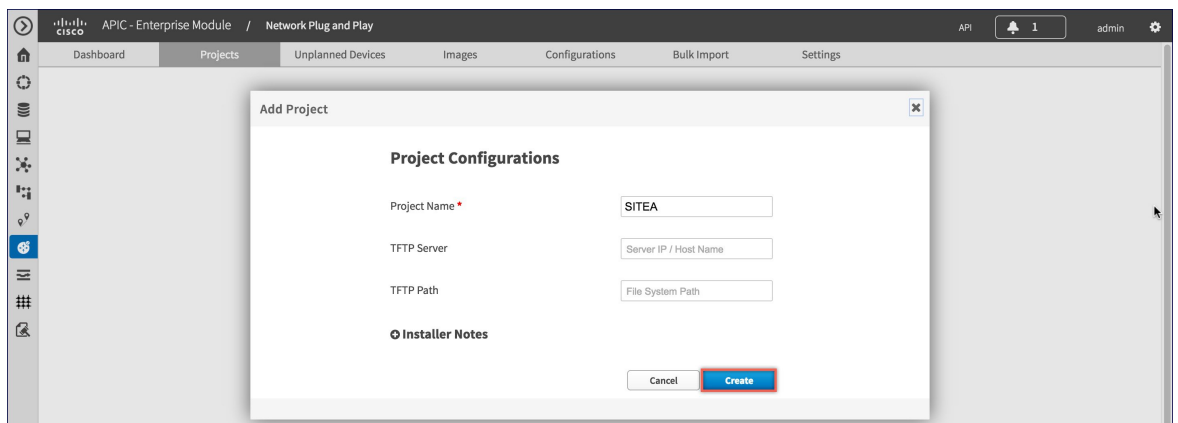 cisco APIC - Enterprise Module / Network Plug and Play API 1 admin
Dashboard Projects Unplanned Devices Images Configurations Bulk Import Settings
Add Project
Project Configurations
Project Name * SITEA
TFTP Server Server IP / Host Name
TFTP Path File System Path
Installer Notes
Cancel Create